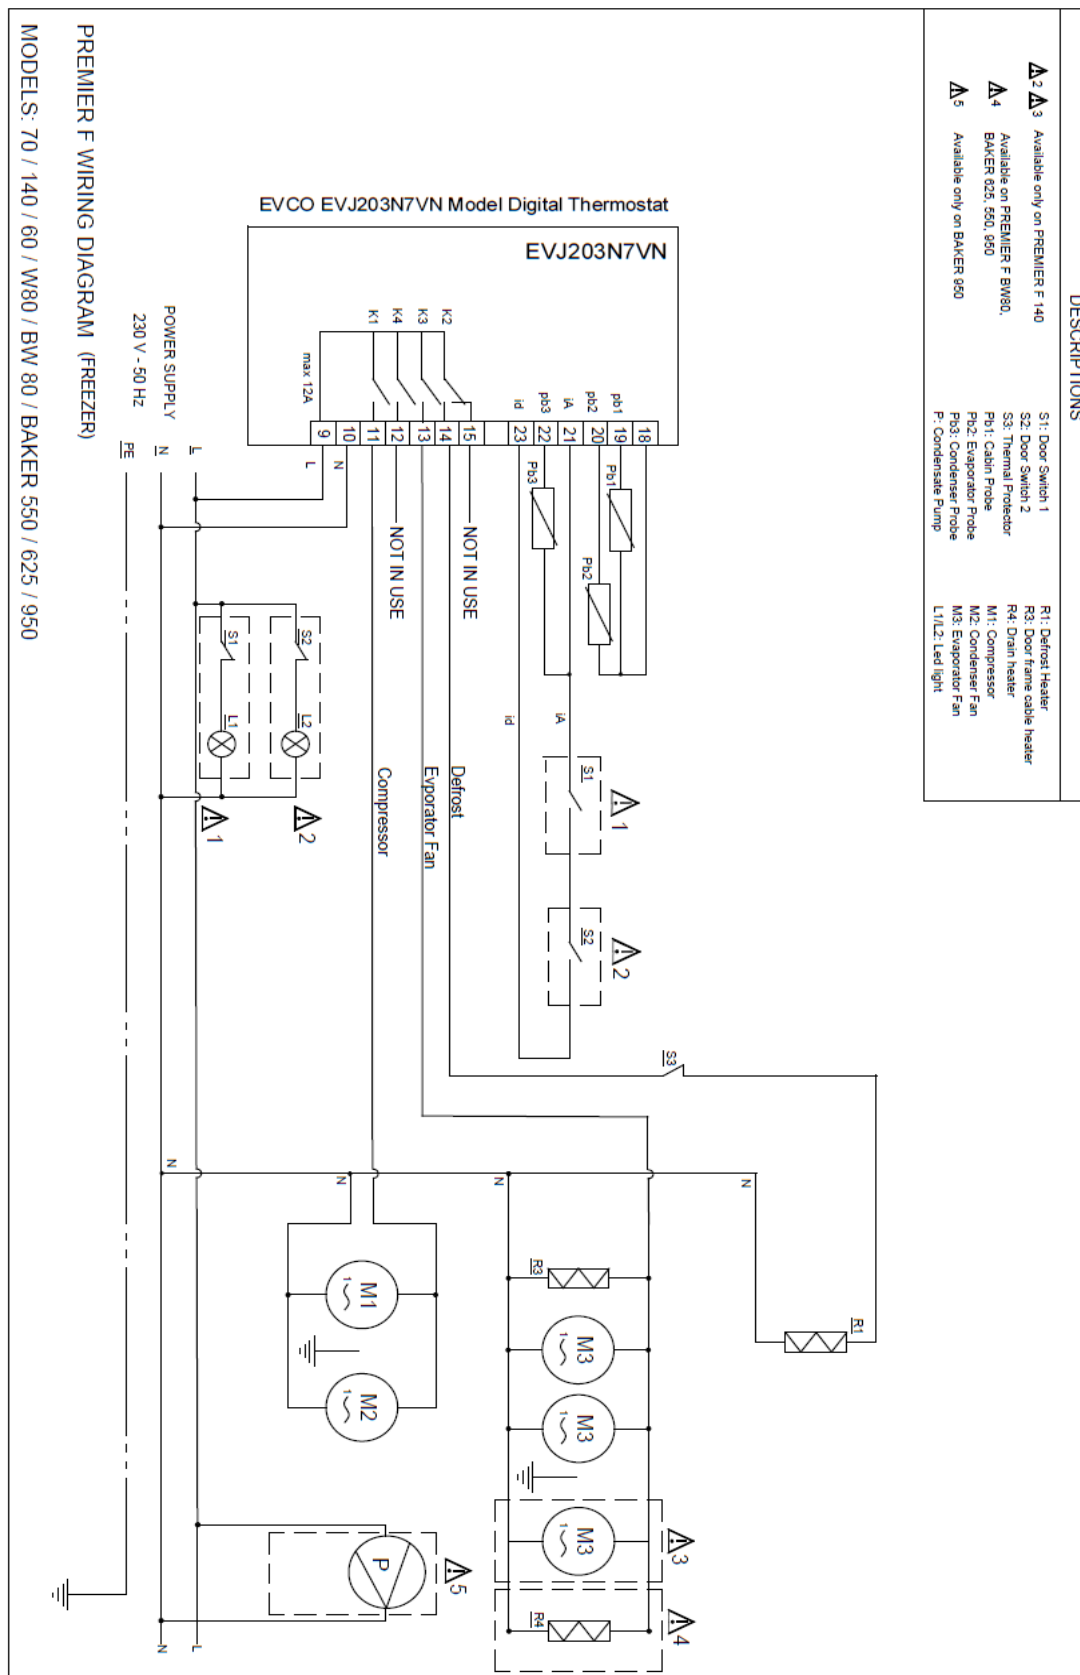 DESCRIPTIONS
2 3 Available only on PREMIER F 140
4 Available on PREMIER F BW80,
BAKER 625, 550, 950
5 Available only on BAKER 950
S1: Door Switch 1
S2: Door Switch 2
S3: Thermal Protector
Pb1: Cabin Probe
Pb2: Evaporator Probe
Pb3: Condenser Probe
P: Condensate Pump
R1: Defrost Heater
R3: Door frame cable heater
R4: Drain heater
M1: Compressor
M2: Condenser Fan
M3: Evaporator Fan
L1/L2: Led light
EVCO EVJ203N7VN Model Digital Thermostat
EVJ203N7VN
K1
K4
K3
K2
max 12A
id
pb3
iA
pb2
pb1
9
10
11
12
13
14
15
23
22
21
20
19
18
L
N
NOT IN USE
NOT IN USE
Pb3
Pb2
Pb1
id
iA
S1
1
S2
2
Compressor
Evporator Fan
Defrost
S3
POWER SUPPLY
230 V - 50 Hz
L
N
PE
S1
L1
1
S2
L2
2
N
N
N
N
R1
R3
M3
1
M3
1
M3
1
3
R4
4
M1
1
M2
1
P
5
L
N
PREMIER F WIRING DIAGRAM (FREEZER)
MODELS: 70 / 140 / 60 / W80 / BW 80 / BAKER 550 / 625 / 950